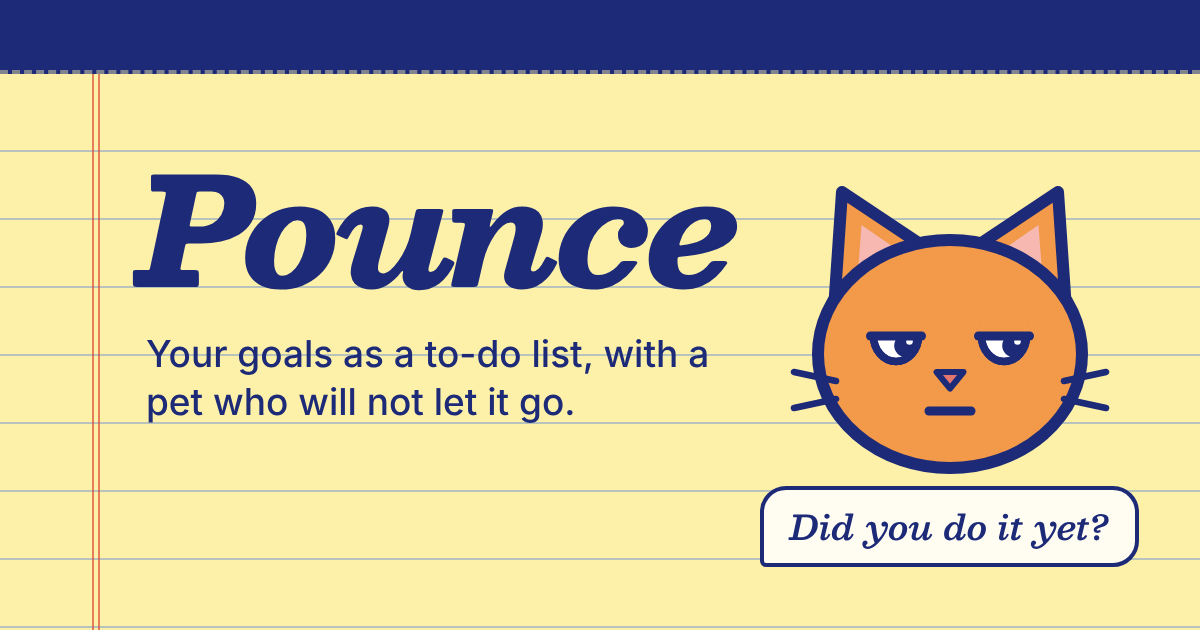 Pounce
Your goals as a to-do list, with a
pet who will not let it go.
Did you do it yet?